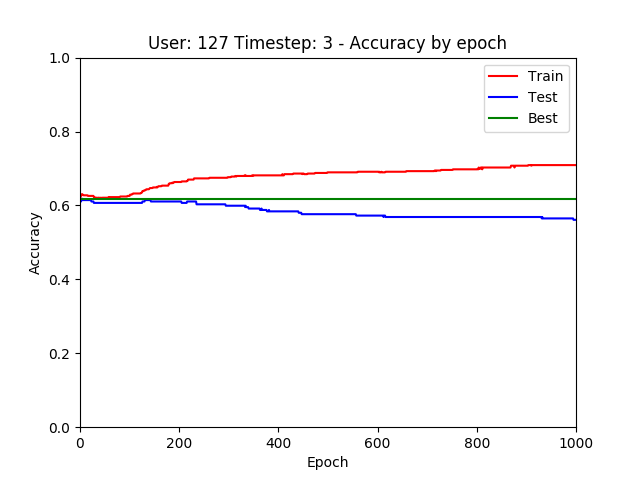 User: 127 Timestep: 3 - Accuracy by epoch
1.0
0.8
0.6
0.4
0.2
0.0
Accuracy
Train
Test
Best
0 200 400 600 800 1000
Epoch